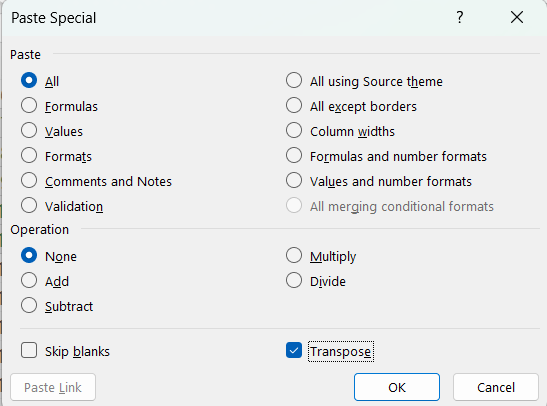 Paste Special ? X
Paste
All All using Source theme
Formulas All except borders
Values Column widths
Formats Formulas and number formats
Comments and Notes Values and number formats
Validation All merging conditional formats
Operation
None Multiply
Add Divide
Subtract
Skip blanks Transpose
Paste Link OK Cancel